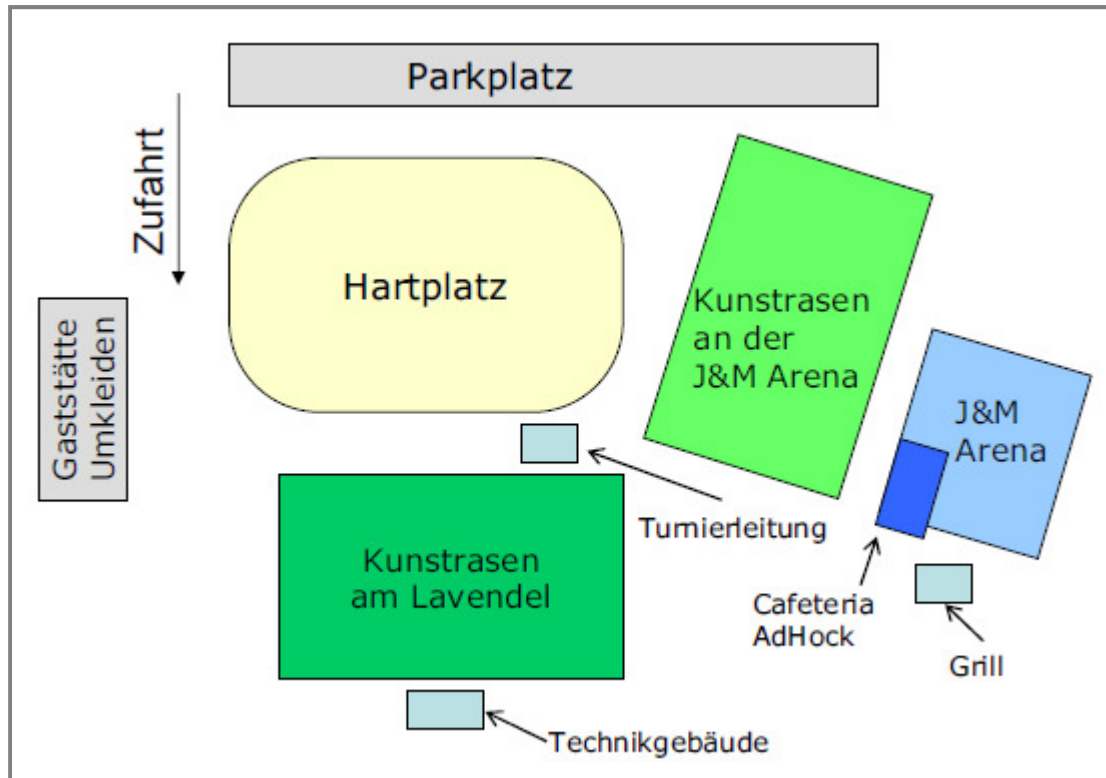 Parkplatz
Zufahrt
Hartplatz
Kunstrasen
an der
J&M Arena
Gaststätte
Umkleiden
J&M
Arena
Turnierleitung
Kunstrasen
am Lavendel
Cafeteria
AdHock
Grill
Technikgebäude